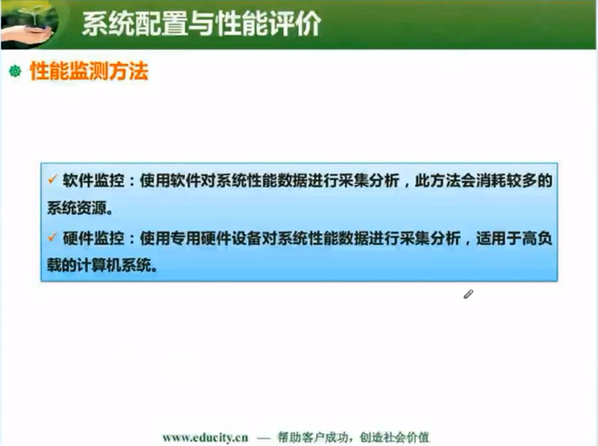 系统配置与性能评价
性能监测方法
软件监控：使用软件对系统性能数据进行采集分析，此方法会消耗较多的
系统资源。
硬件监控：使用专用硬件设备对系统性能数据进行采集分析，适用于高负
载的计算机系统。
www.educity.cn — 帮助客户成功，创造社会价值